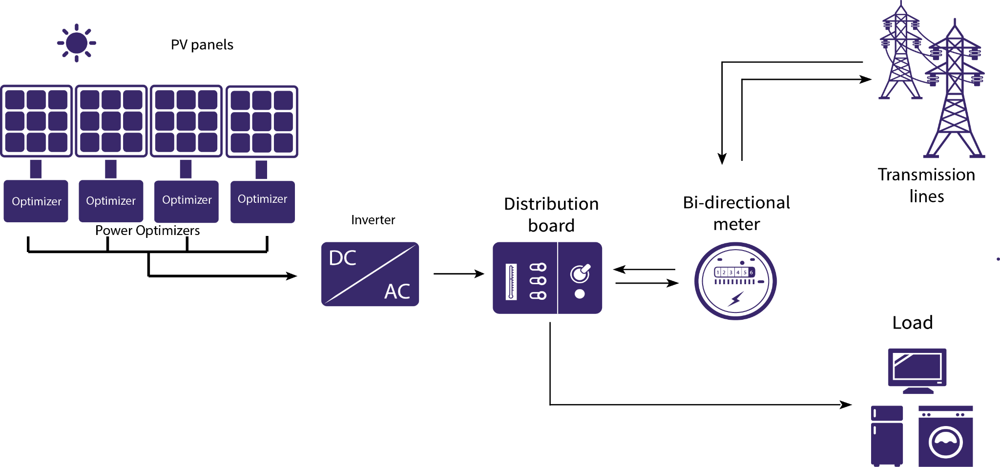 PV panels
Optimizer
Optimizer
Optimizer
Optimizer
Power Optimizers
Inverter
DC
AC
Distribution
board
Bi-directional
meter
1 2 3 4 5 6
Transmission
lines
Load